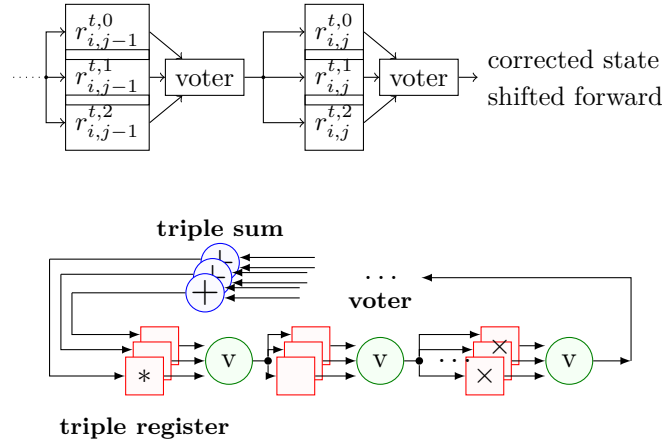 r^{t,0}_{i,j−1} r^{t,0}_{i,j}
r^{t,1}_{i,j−1} voter r^{t,1}_{i,j} voter corrected state
r^{t,2}_{i,j−1} r^{t,2}_{i,j} shifted forward
triple sum
+
+
+
...
voter
* v v ... × × v
triple register